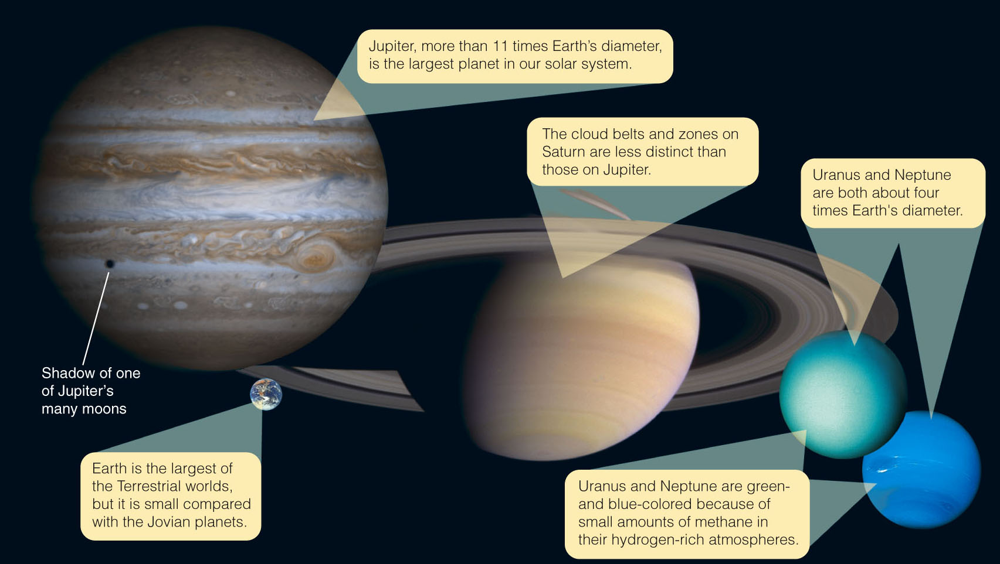 Jupiter, more than 11 times Earth’s diameter,
is the largest planet in our solar system.
The cloud belts and zones on
Saturn are less distinct than
those on Jupiter.
Uranus and Neptune
are both about four
times Earth's diameter.
Shadow of one
of Jupiter’s
many moons
Earth is the largest of
the Terrestrial worlds,
but it is small compared
with the Jovian planets.
Uranus and Neptune are green-
and blue-colored because of
small amounts of methane in
their hydrogen-rich atmospheres.